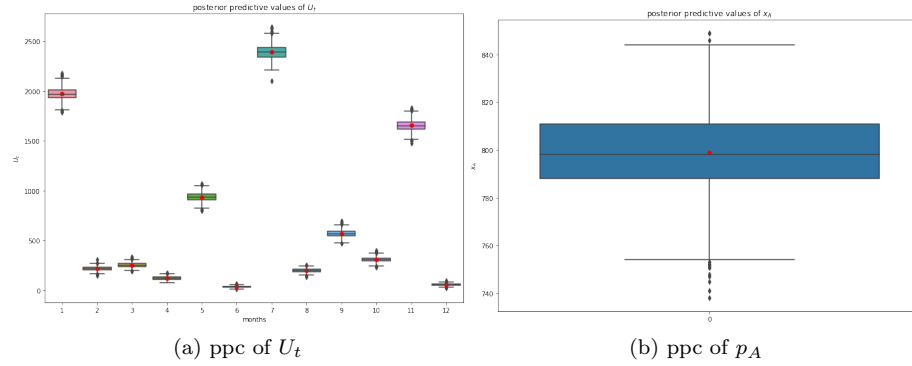 posterior predictive values of U_t
2500
2000
1500
1000
500
0
U_t
1 2 3 4 5 6 7 8 9 10 11 12
months
(a) ppc of U_t
posterior predictive values of x_A
840
820
800
780
760
740
x_A
0
(b) ppc of p_A